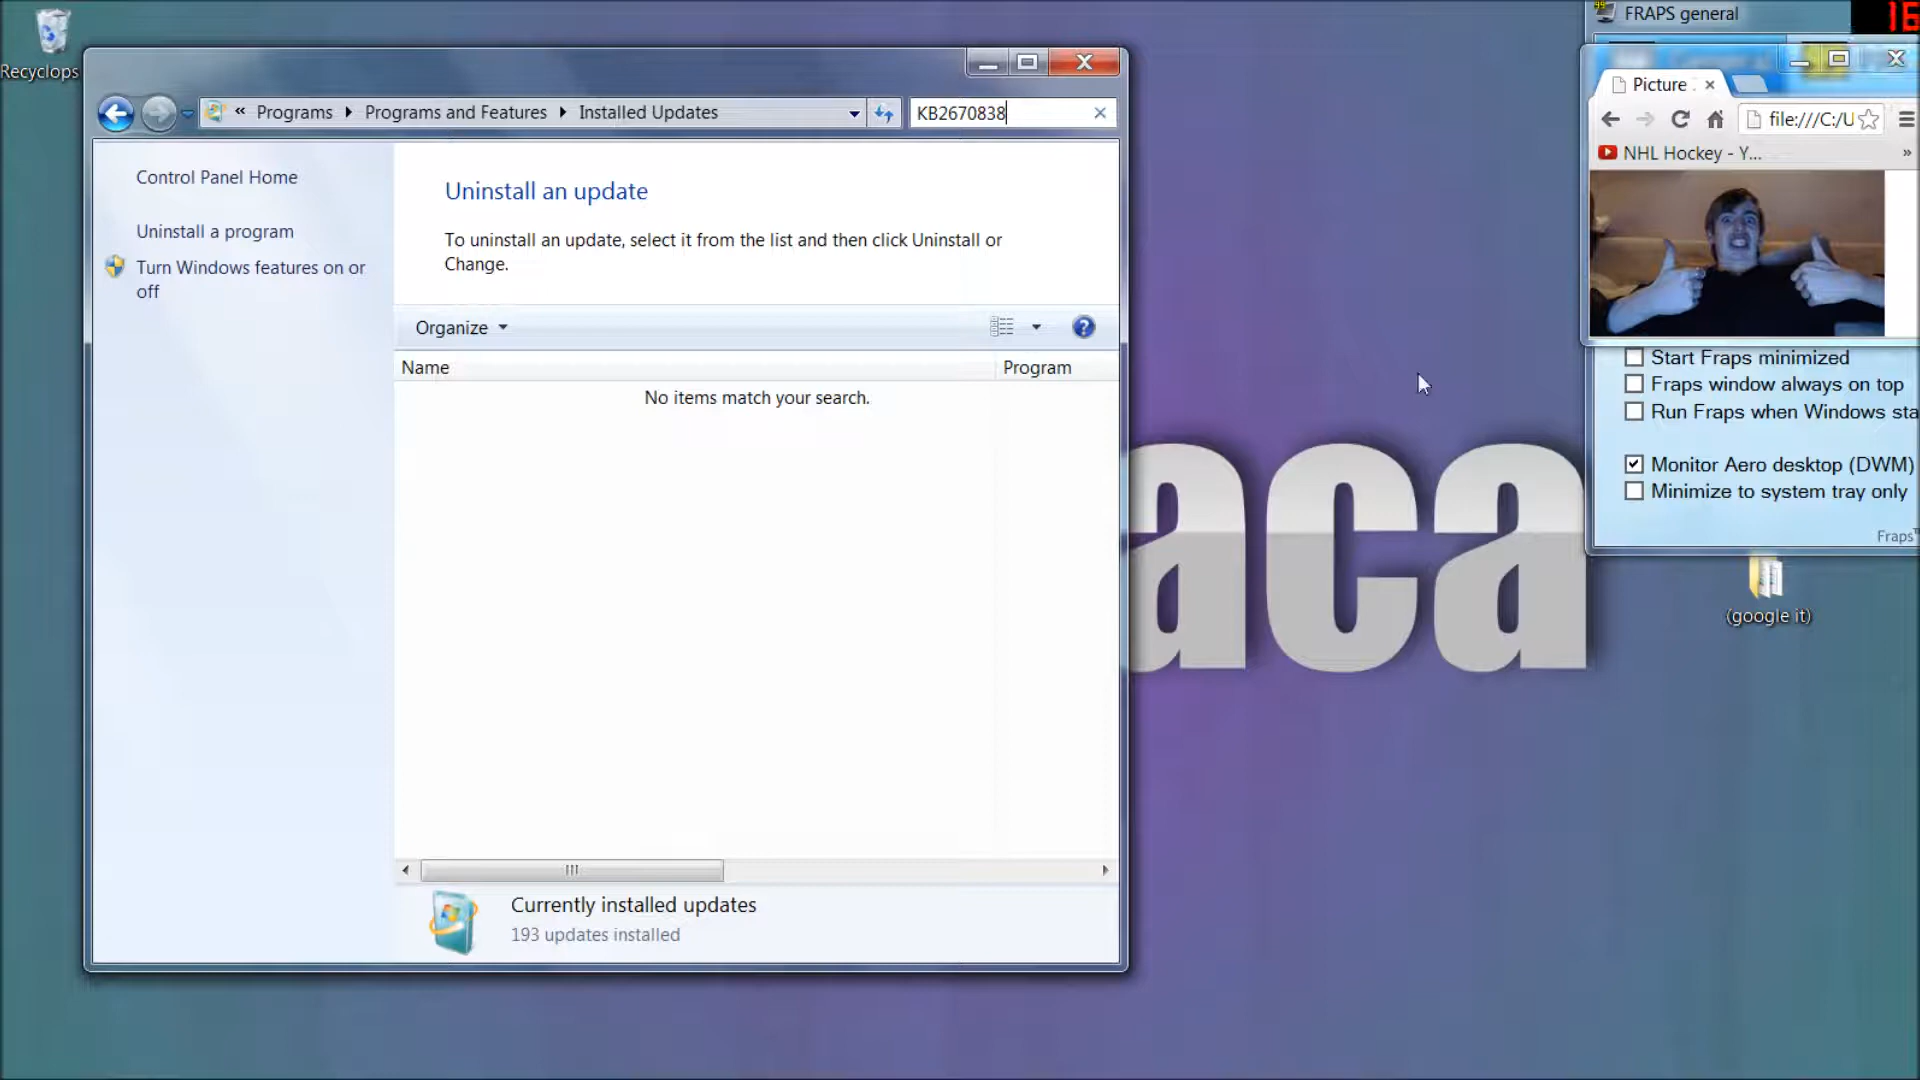 Recyclops
« Programs Programs and Features Installed Updates
KB2670838
Control Panel Home
Uninstall a program
Turn Windows features on or
off
Uninstall an update
To uninstall an update, select it from the list and then click Uninstall or
Change.
Organize
Name
Program
No items match your search.
Currently installed updates
193 updates installed
aca
FRAPS general
16
Picture
file:///C:/U
NHL Hockey - Y...
»
Start Fraps minimized
Fraps window always on top
Run Fraps when Windows sta
Monitor Aero desktop (DWM)
Minimize to system tray only
Fraps
(google it)